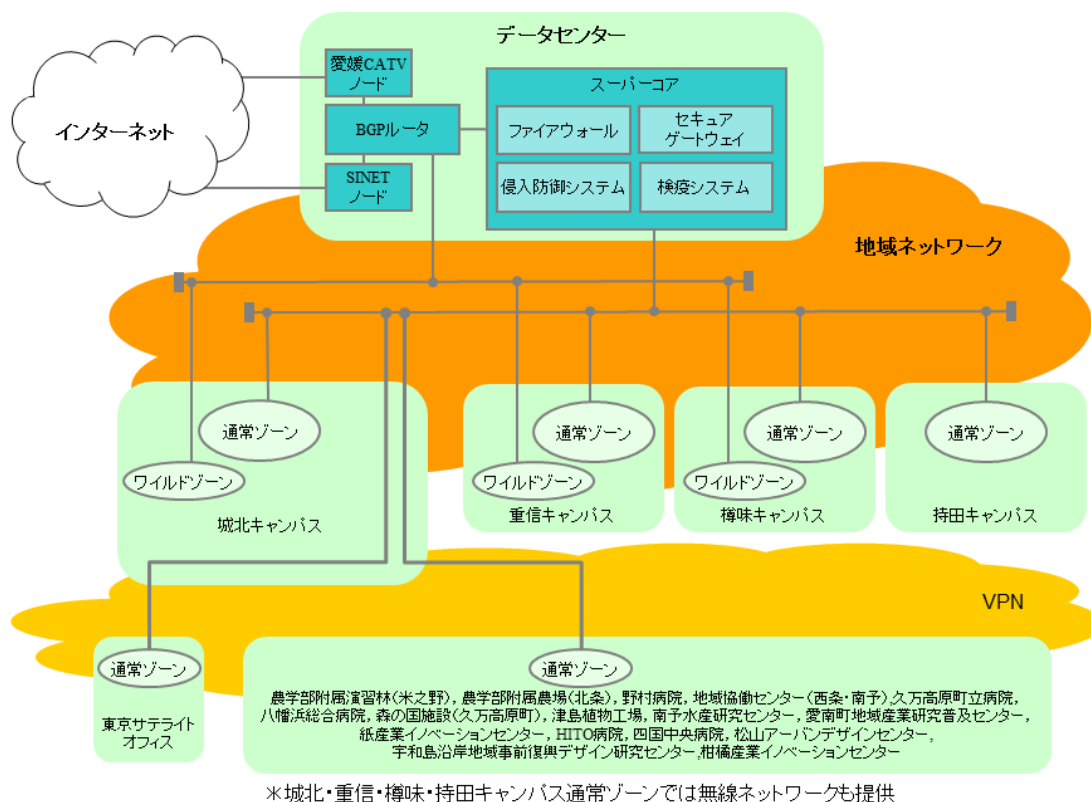 データセンター
愛媛CATV
ノード
スーパーコア
インターネット
BGPルータ
ファイアウォール
セキュア
ゲートウェイ
SINET
ノード
侵入防御システム
検疫システム
地域ネットワーク
通常ゾーン
通常ゾーン
通常ゾーン
通常ゾーン
ワイルドゾーン
ワイルドゾーン
ワイルドゾーン
城北キャンパス
重信キャンパス
樽味キャンパス
持田キャンパス
VPN
通常ゾーン
東京サテライト
オフィス
通常ゾーン
農学部附属演習林(米之野), 農学部附属農場(北条), 野村病院, 地域協働センター(西条・南予),久万高原町立病院,
八幡浜総合病院, 森の国施設(久万高原町), 津島植物工場, 南予水産研究センター, 愛南町地域産業研究普及センター,
紙産業イノベーションセンター, HITO病院, 四国中央病院, 松山アーバンデザインセンター,
宇和島沿岸地域事前復興デザイン研究センター,柑橘産業イノベーションセンター
※城北・重信・樽味・持田キャンパス通常ゾーンでは無線ネットワークも提供